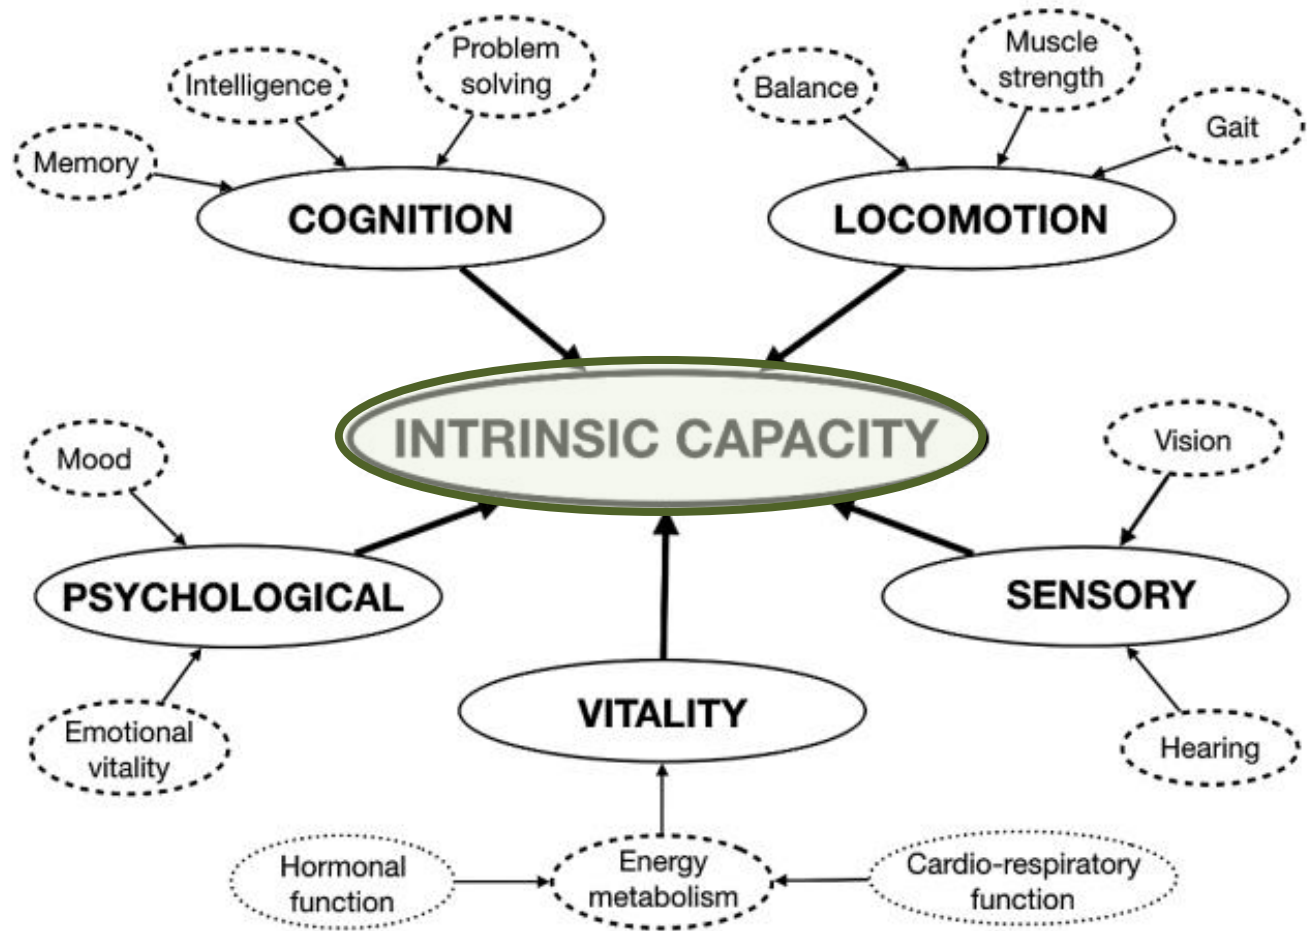 Problem
solving
Muscle
strength
Intelligence
Balance
Gait
Memory
COGNITION
LOCOMOTION
INTRINSIC CAPACITY
Mood
Vision
PSYCHOLOGICAL
SENSORY
VITALITY
Emotional
vitality
Hearing
Hormonal
function
Energy
metabolism
Cardio-respiratory
function